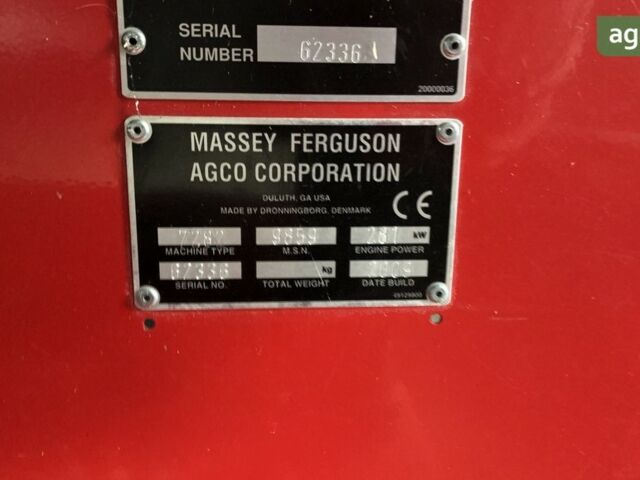 ag
SERIAL
NUMBER 62336
20000036
MASSEY FERGUSON
AGCO CORPORATION
DULUTH, GA USA
MADE BY DRONNINGBORG, DENMARK
CE
kW
MACHINE TYPE M.S.N. ENGINE POWER
62336 kg
SERIAL NO. TOTAL WEIGHT DATE BUILD